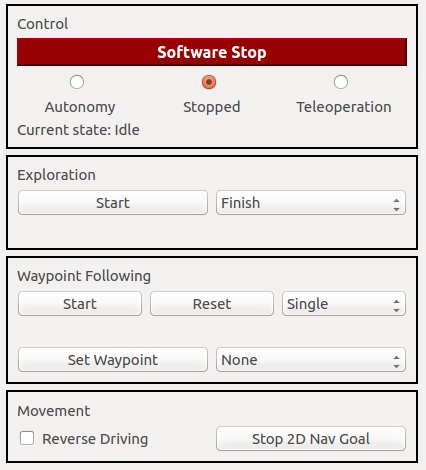 Control
Software Stop
Autonomy Stopped Teleoperation
Current state: Idle
Exploration
Start Finish
Waypoint Following
Start Reset Single
Set Waypoint None
Movement
Reverse Driving Stop 2D Nav Goal